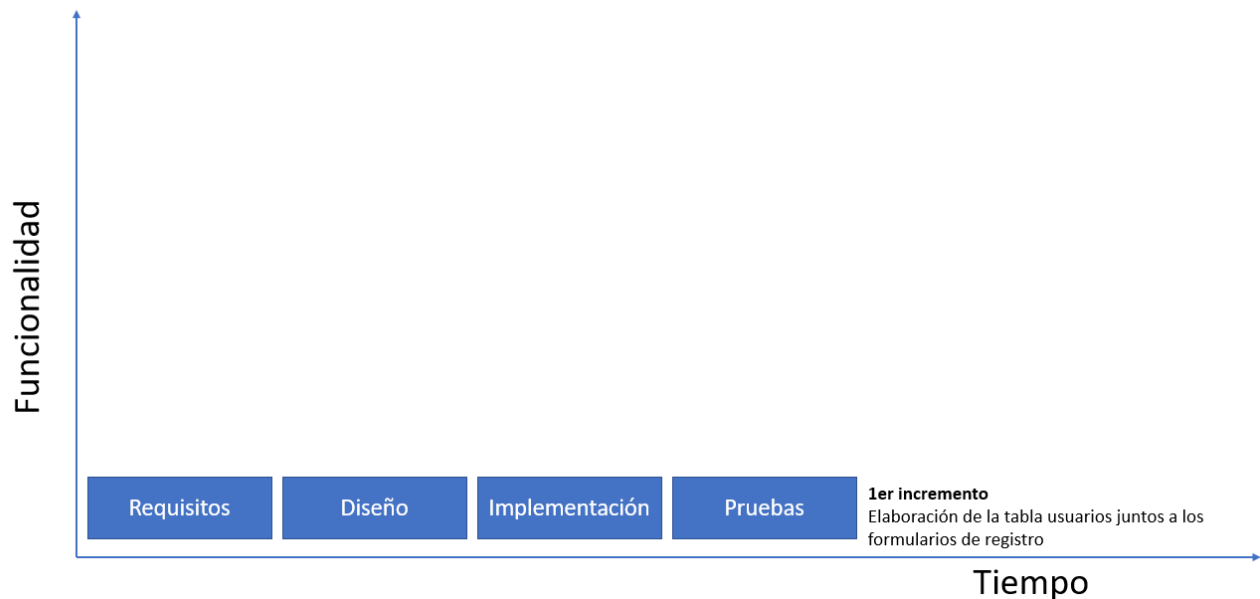 Funcionalidad
Requisitos
Diseño
Implementación
Pruebas
1er incremento
Elaboración de la tabla usuarios juntos a los
formularios de registro
Tiempo